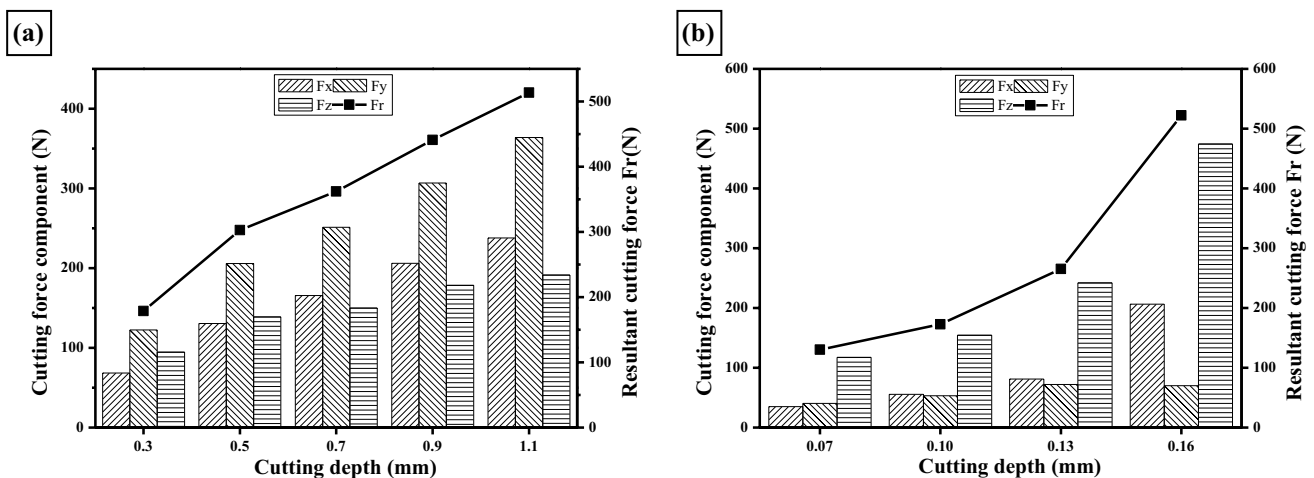 (a)
Fx Fy
Fz Fr
Cutting force component (N)
0
100
200
300
400
Resultant cutting force Fr(N)
0
100
200
300
400
500
0.3 0.5 0.7 0.9 1.1
Cutting depth (mm)
(b)
Fx Fy
Fz Fr
Cutting force component (N)
0
100
200
300
400
500
600
Resultant cutting force Fr (N)
0
100
200
300
400
500
600
0.07 0.10 0.13 0.16
Cutting depth (mm)